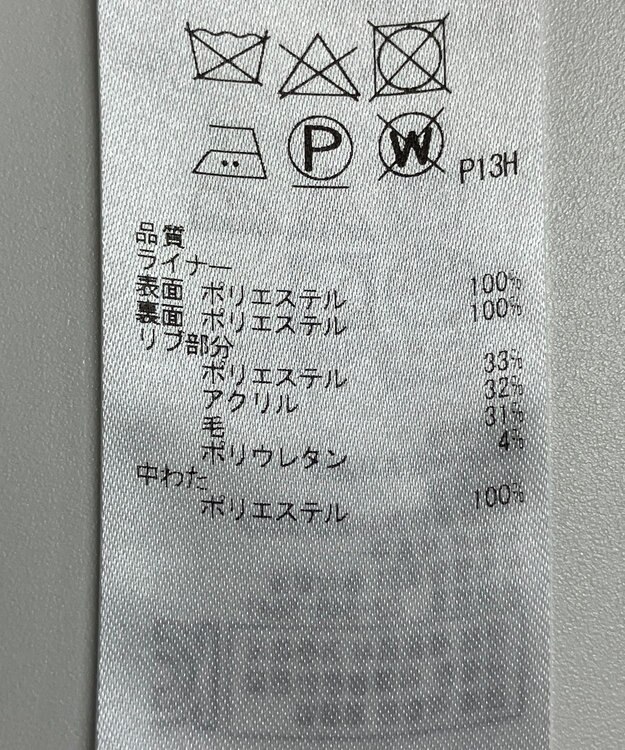 P W P13H
品質
ライナー
表面 ポリエステル 100%
裏面 ポリエステル 100%
リブ部分
ポリエステル 33%
アクリル 32%
毛 31%
ポリウレタン 4%
中わた
ポリエステル 100%